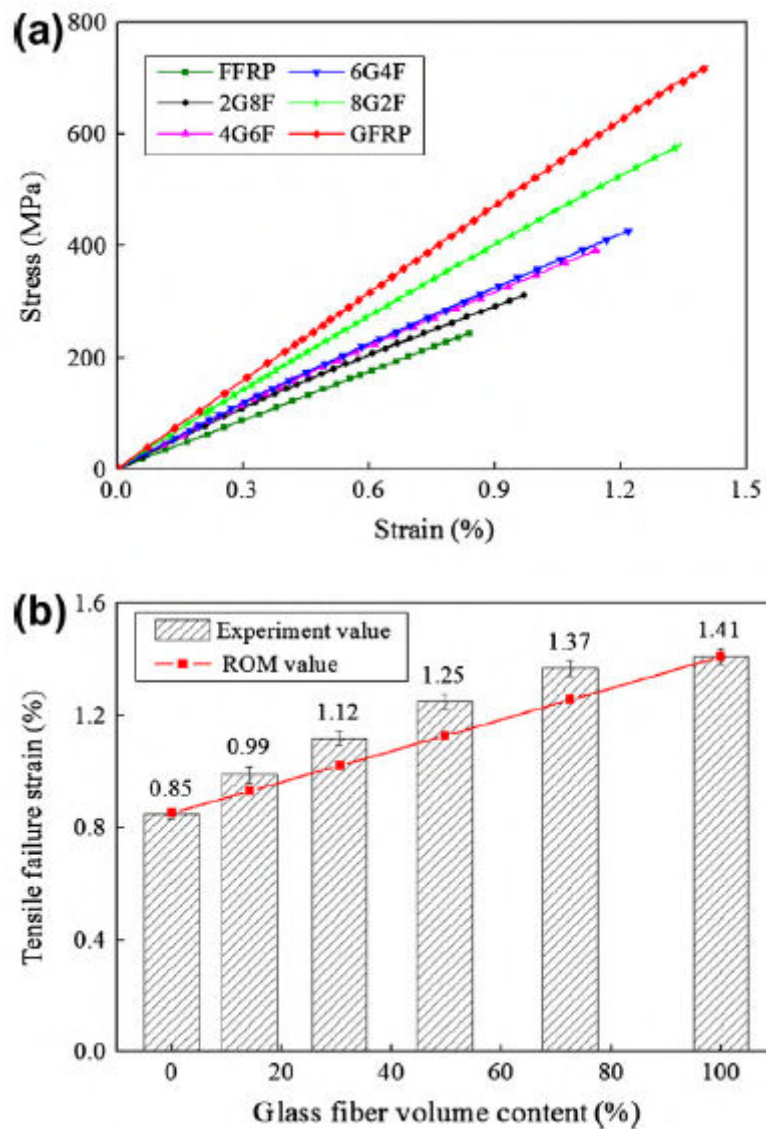 (a)
800
600
400
200
0
Stress (MPa)
FFRP 6G4F
2G8F 8G2F
4G6F GFRP
0.0 0.3 0.6 0.9 1.2 1.5
Strain (%)
(b)
1.6
1.2
0.8
0.4
0.0
Tensile failure strain (%)
Experiment value
ROM value
0.85 0.99 1.12 1.25 1.37 1.41
0 20 40 60 80 100
Glass fiber volume content (%)